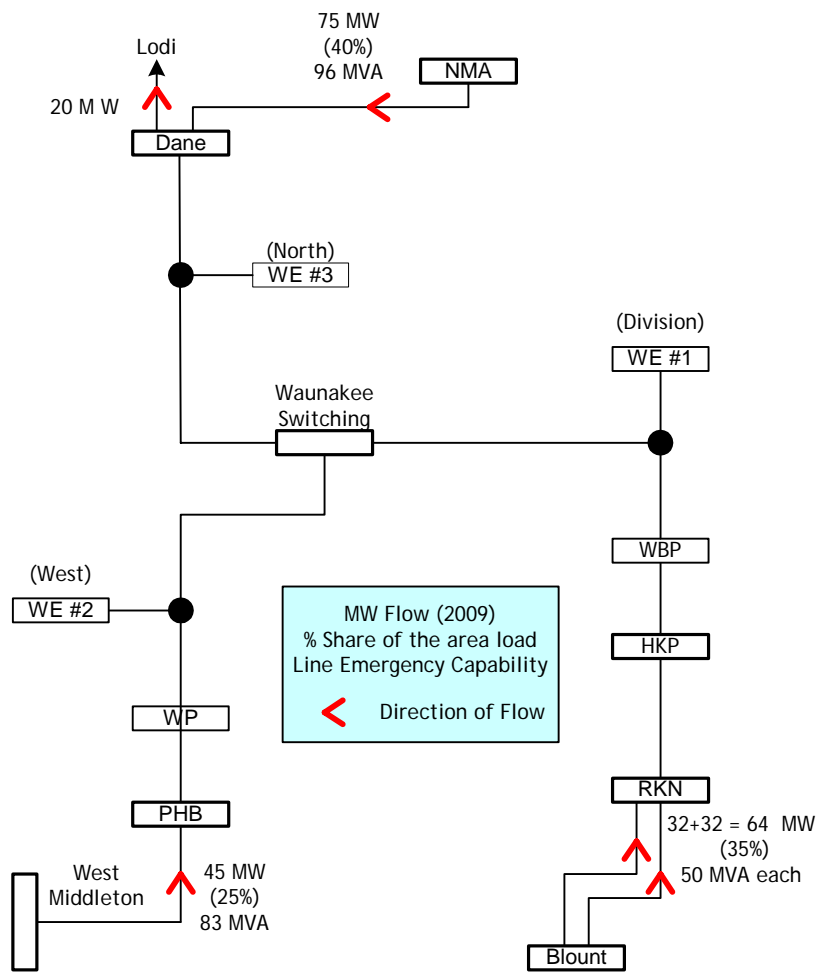 75 MW
(40%)
96 MVA
Lodi
NMA
20 M W
Dane
(North)
WE #3
(Division)
WE #1
Waunakee
Switching
WBP
(West)
WE #2
MW Flow (2009)
% Share of the area load
Line Emergency Capability
Direction of Flow
HKP
WP
RKN
PHB
32+32 = 64 MW
(35%)
50 MVA each
West
Middleton
45 MW
(25%)
83 MVA
Blount